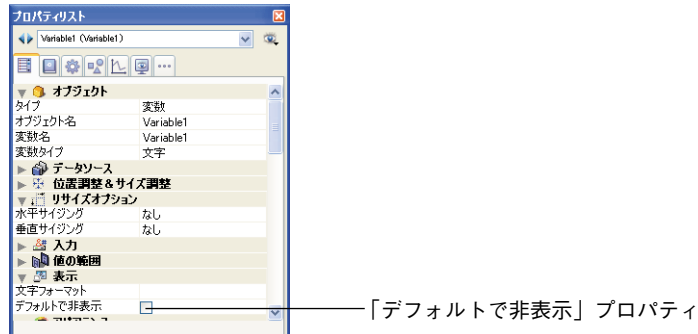 プロパティリスト
Variable1 (Variable1)
オブジェクト
タイプ 変数
オブジェクト名 Variable1
変数名 Variable1
変数タイプ 文字
データソース
位置調整＆サイズ調整
リサイズオプション
水平サイジング なし
垂直サイジング なし
入力
値の範囲
表示
文字フォーマット
デフォルトで非表示
「デフォルトで非表示」プロパティ